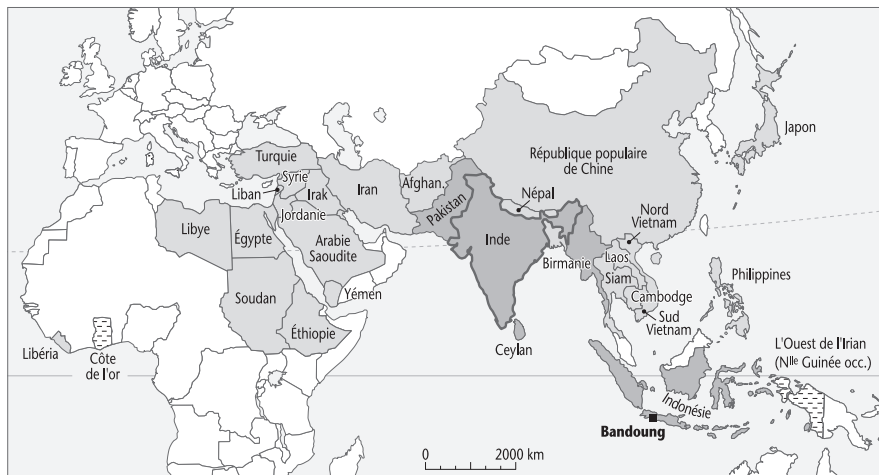 Japon
République populaire
de Chine
Turquie
Syrie
Liban
Irak
Iran
Afghan.
Népal
Pakistan
Jordanie
Nord
Vietnam
Libye
Égypte
Arabie
Saoudite
Inde
Birmanie
Laos
Siam
Philippines
Yémen
Soudan
Cambodge
Sud
Vietnam
Éthiopie
Libéria
Côte
de l'or
Ceylan
L'Ouest de l'Irian
(Nlle Guinée occ.)
Indonésie
Bandoung
0 2000 km